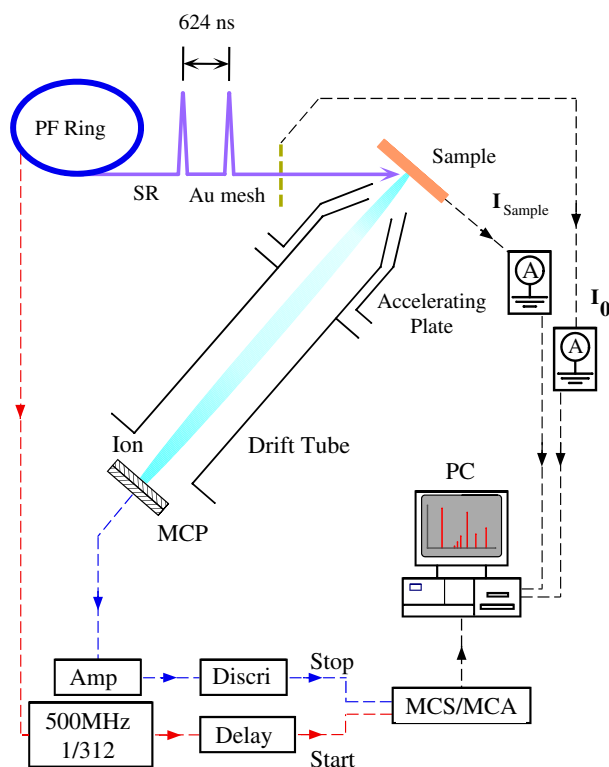 624 ns
PF Ring
SR
Au mesh
Sample
I Sample
A
I0
A
Accelerating
Plate
Ion
Drift Tube
MCP
PC
Amp
Discri
Stop
MCS/MCA
500MHz
1/312
Delay
Start